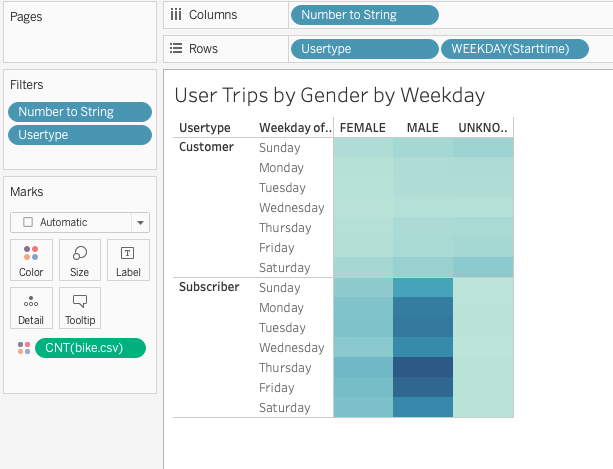 Pages
Columns
Number to String
Rows
Usertype
WEEKDAY(Starttime)
Filters
Number to String
Usertype
Marks
Automatic
Color
Size
Label
Detail
Tooltip
CNT(bike.csv)
User Trips by Gender by Weekday
Usertype Weekday of.. FEMALE MALE UNKNO..
Customer Sunday
Monday
Tuesday
Wednesday
Thursday
Friday
Saturday
Subscriber Sunday
Monday
Tuesday
Wednesday
Thursday
Friday
Saturday